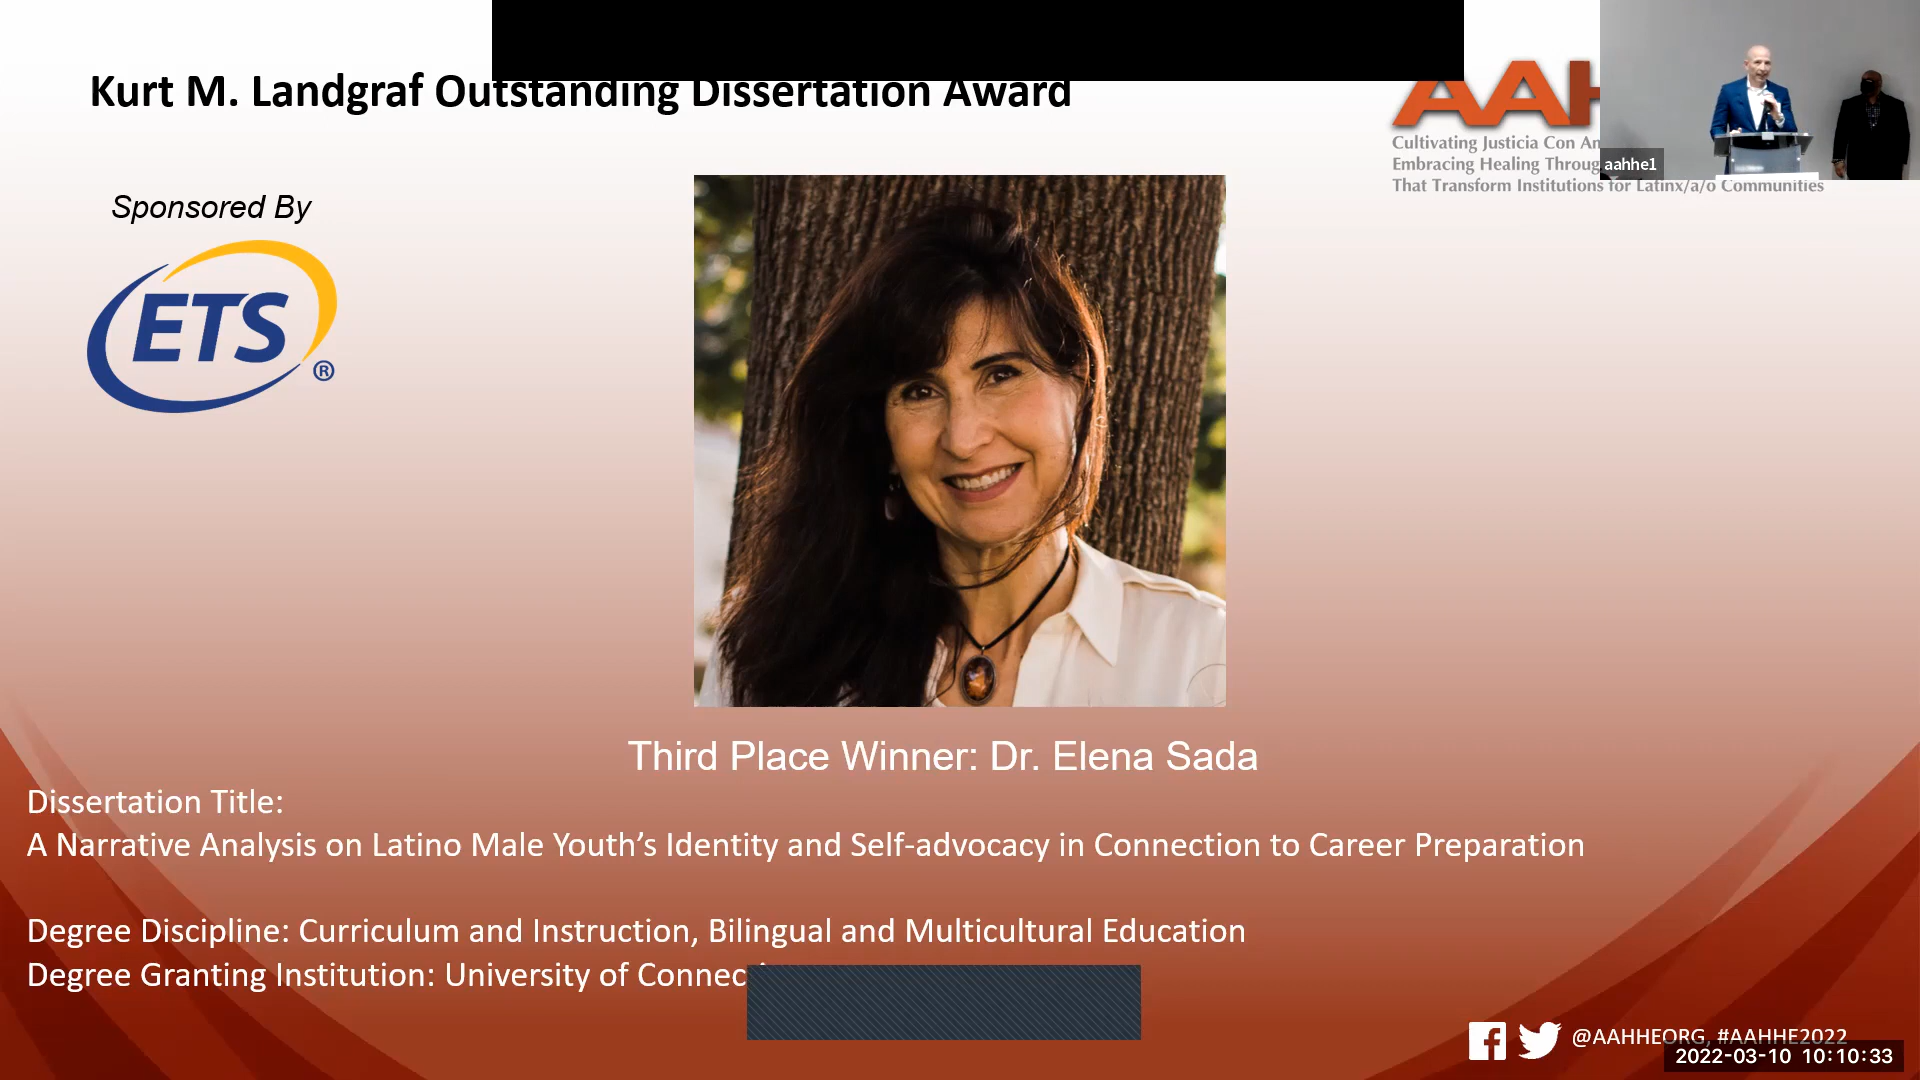 Kurt M. Landgraf Outstanding Dissertation Award
AAH
Cultivating Justicia Con
Embracing Healing
That Transform Institutions for Latinx/a/o Communities
aahhe1
Sponsored By
ETS®
Third Place Winner: Dr. Elena Sada
Dissertation Title:
A Narrative Analysis on Latino Male Youth’s Identity and Self-advocacy in Connection to Career Preparation
Degree Discipline: Curriculum and Instruction, Bilingual and Multicultural Education
Degree Granting Institution: University of
@AAHHEORG, #AAHHE2022
2022-03-10 10:10:33